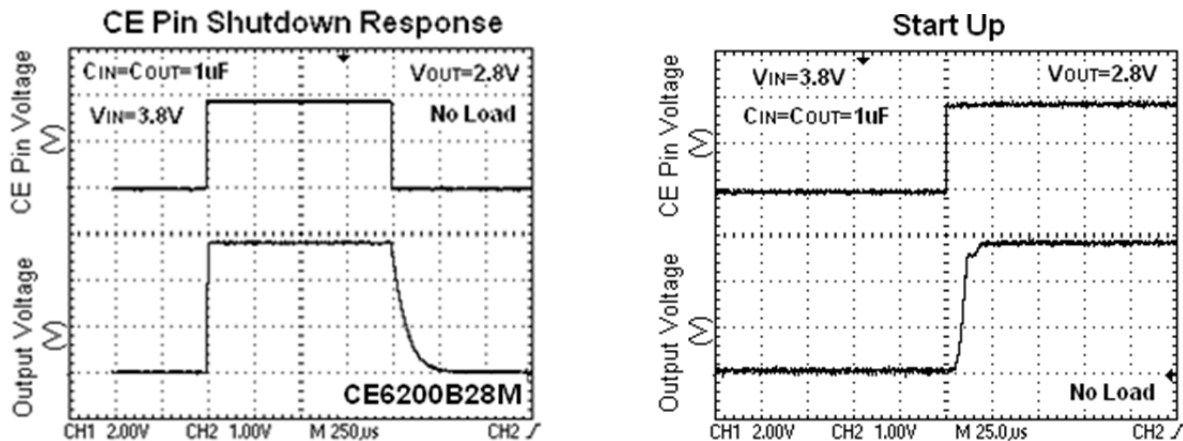 CE Pin Shutdown Response
CE Pin Voltage
(V)
Output Voltage
(V)
CIN=COUT=1uF
VOUT=2.8V
VIN=3.8V
No Load
CE6200B28M
CH1 2.00V CH2 1.00V M 250µs CH2
Start Up
CE Pin Voltage
(V)
Output Voltage
(V)
VIN=3.8V
VOUT=2.8V
CIN=COUT=1uF
No Load
CH1 2.00V CH2 1.00V M 25.0µs CH2